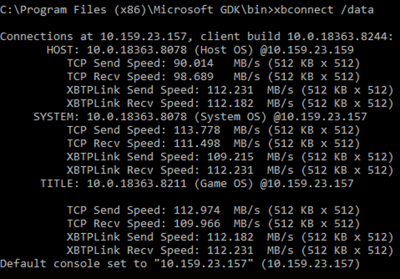 C:\Program Files (x86)\Microsoft GDK\bin>xbconnect /data
Connections at 10.159.23.157, client build 10.0.18363.8244:
HOST: 10.0.18363.8078 (Host OS) @10.159.23.159
TCP Send Speed: 90.014 MB/s (512 KB x 512)
TCP Recv Speed: 98.689 MB/s (512 KB x 512)
XBTPLink Send Speed: 112.231 MB/s (512 KB x 512)
XBTPLink Recv Speed: 112.182 MB/s (512 KB x 512)
SYSTEM: 10.0.18363.8078 (System OS) @10.159.23.157
TCP Send Speed: 113.778 MB/s (512 KB x 512)
TCP Recv Speed: 111.498 MB/s (512 KB x 512)
XBTPLink Send Speed: 109.215 MB/s (512 KB x 512)
XBTPLink Recv Speed: 112.231 MB/s (512 KB x 512)
TITLE: 10.0.18363.8211 (Game OS) @10.159.23.157
TCP Send Speed: 112.974 MB/s (512 KB x 512)
TCP Recv Speed: 109.966 MB/s (512 KB x 512)
XBTPLink Send Speed: 112.182 MB/s (512 KB x 512)
XBTPLink Recv Speed: 112.231 MB/s (512 KB x 512)
Default console set to "10.159.23.157" (10.159.23.157)